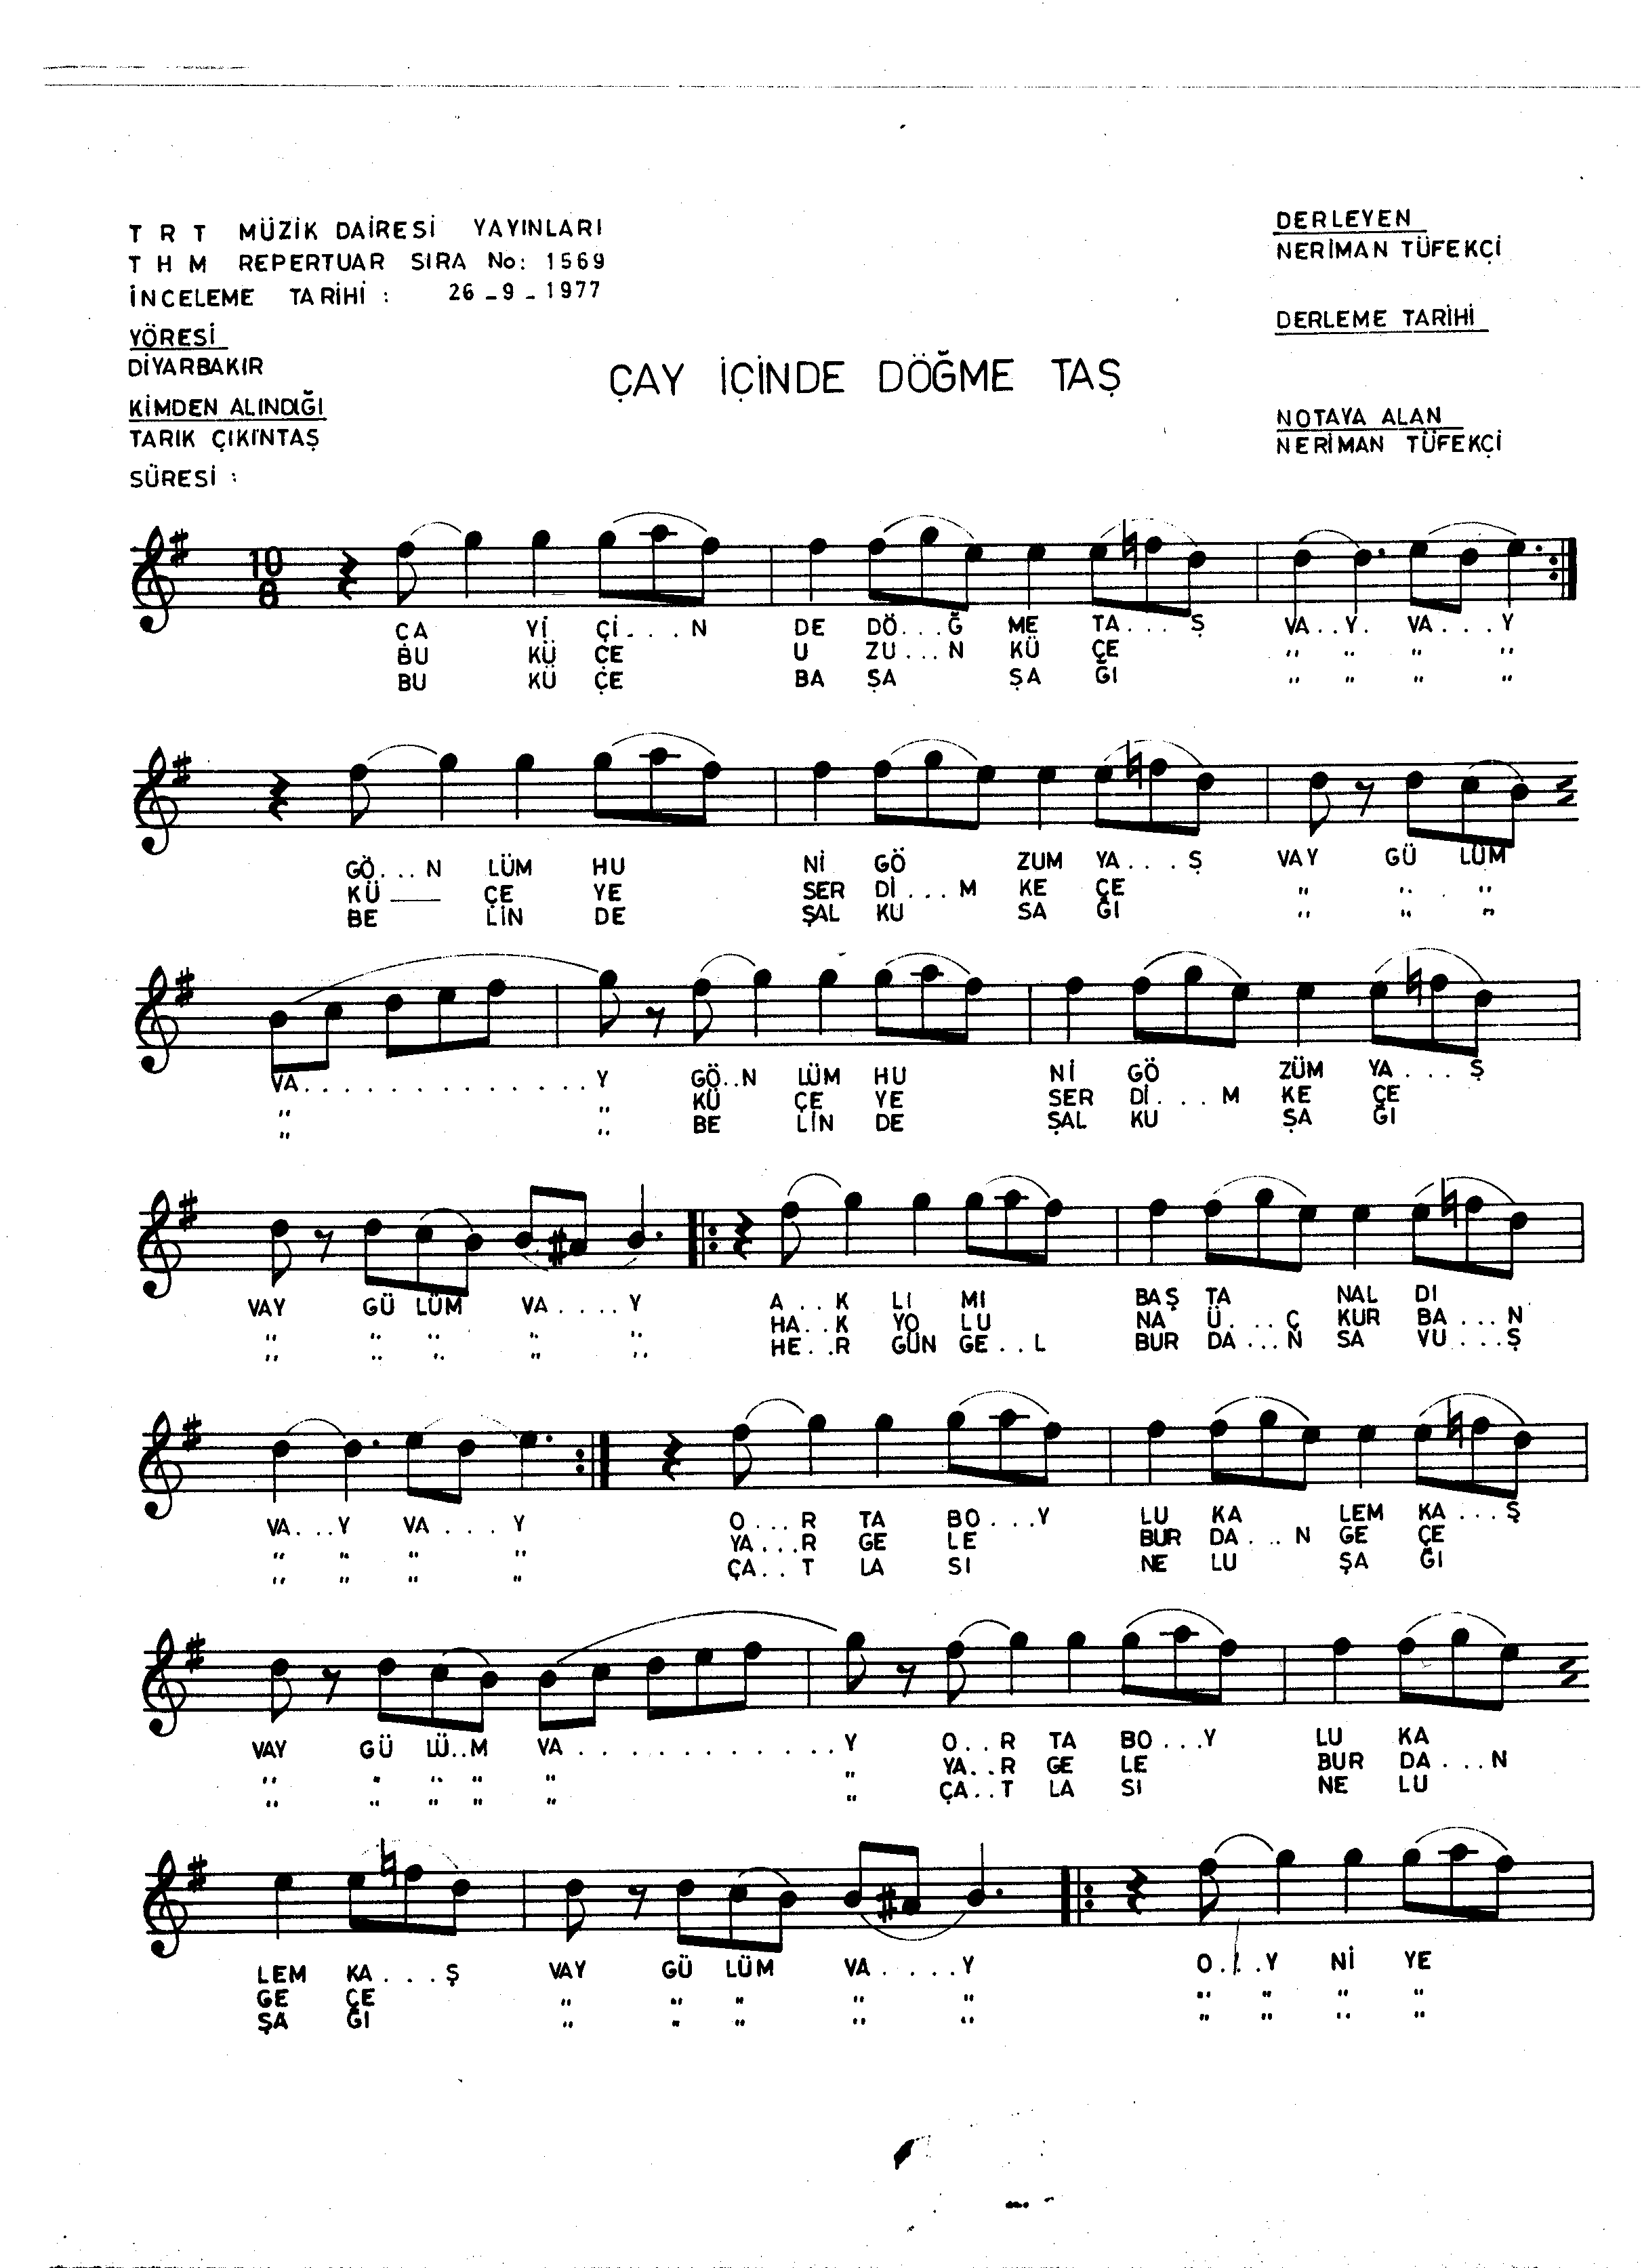 T R T MÜZİK DAİRESİ YAYINLARI
T H M REPERTUAR SIRA No: 1569
İNCELEME TARİHİ : 26 - 9 - 1977
YÖRESİ
DİYARBAKIR
KİMDEN ALINDIĞI
TARIK ÇIKINTAŞ
SÜRESİ :
DERLEYEN
NERİMAN TÜFEKÇİ
DERLEME TARİHİ
NOTAYA ALAN
NERİMAN TÜFEKÇİ
ÇAY İÇİNDE DÖĞME TAŞ
10
8
ÇA Yİ Çİ . . . N DE DÖ . . . Ğ ME TA . . . Ş VA . . Y . VA . . . Y
BU KÜ ÇE U ZU . . . N KÜ ÇE " " " "
BU KÜ ÇE BA ŞA ŞA ĞI " " " "
GÖ . . . N LÜM HU Nİ GÖ ZUM YA . . . Ş VAY GÜ LÜM
KÜ ___ ÇE YE SER Dİ . . . M KE ÇE " " "
BE LİN DE ŞAL KU SA ĞI " " "
VA . . . . . . . . . . . . . Y GÖ . . N LÜM HU Nİ GÖ ZÜM YA . . . Ş
" " KÜ ÇE YE SER Dİ . . . M KE ÇE
" " BE LİN DE ŞAL KU ŞA ĞI
VAY GÜ LÜM VA . . . . Y A . . K LI MI BAŞ TA NAL DI
" " " " " HA . . K YO LU NA Ü . . . Ç KUR BA . . . N
" " " " " HE . . R GÜN GE . . L BUR DA . . . N SA VU . . . Ş
VA . . . Y VA . . . Y O . . . R TA BO . . . Y LU KA LEM KA . . . Ş
" " " " YA . . . R GE LE BUR DA . . . N GE ÇE
" " " " ÇA . . T LA SI NE LU ŞA ĞI
VAY GÜ LÜ . . M VA . . . . . . . . . . . . Y O . . R TA BO . . . Y LU KA
" " " " " " YA . . R GE LE BUR DA . . . N
" " " " " " ÇA . . T LA SI NE LU
LEM KA . . . Ş VAY GÜ LÜM VA . . . . Y O . . . Y Nİ YE
GE ÇE " " " " " " " " "
ŞA ĞI " " " " " " " " "